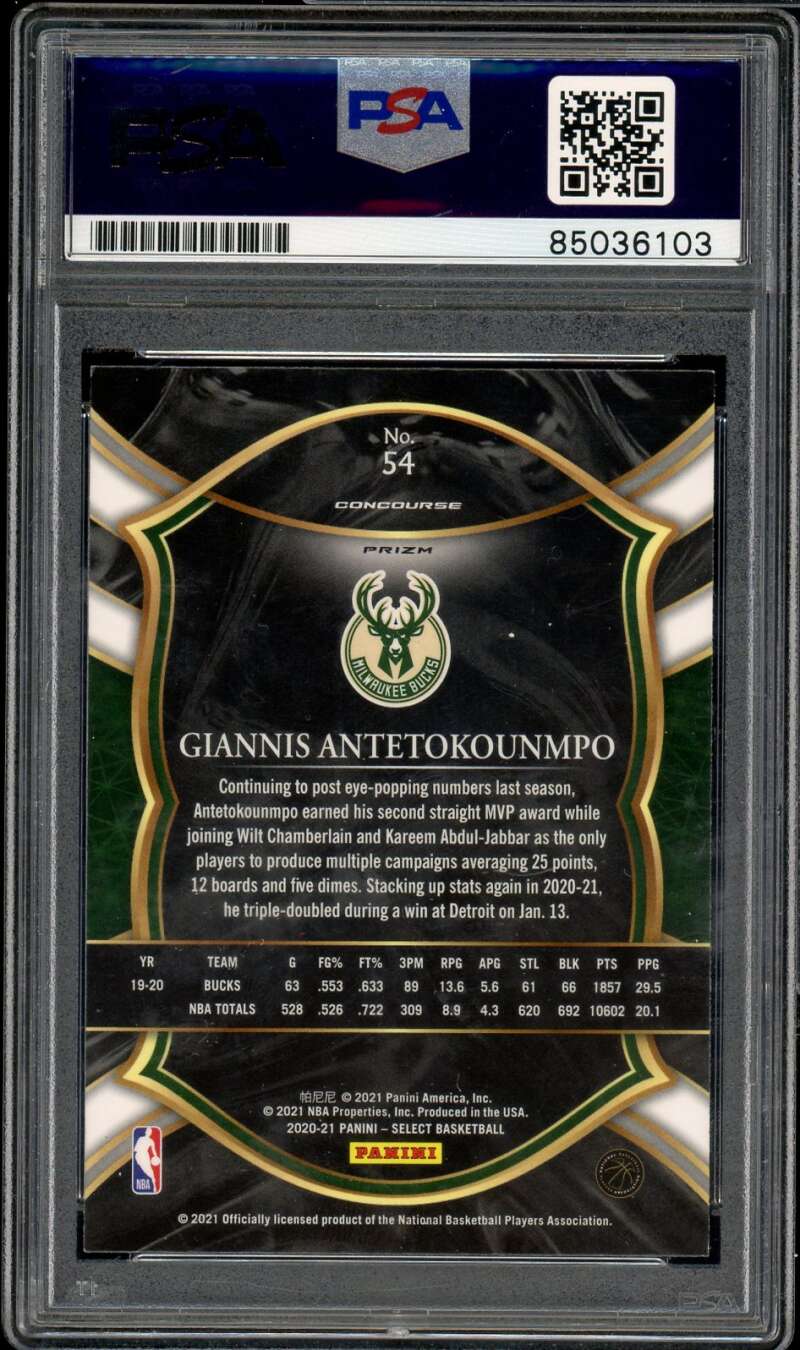 PSA PSA PSA PSA
PSA
PSA
85036103
No.
54
CONCOURSE
PRIZM
MILWAUKEE BUCKS
GIANNIS ANTETOKOUNMPO
Continuing to post eye-popping numbers last season,
Antetokounmpo earned his second straight MVP award while
joining Wilt Chamberlain and Kareem Abdul-Jabbar as the only
players to produce multiple campaigns averaging 25 points,
12 boards and five dimes. Stacking up stats again in 2020-21,
he triple-doubled during a win at Detroit on Jan. 13.
YR TEAM G FG% FT% 3PM RPG APG STL BLK PTS PPG
19-20 BUCKS 63 .553 .633 89 13.6 5.6 61 66 1857 29.5
NBA TOTALS 528 .526 .722 309 8.9 4.3 620 692 10602 20.1
帕尼尼 © 2021 Panini America, Inc.
© 2021 NBA Properties, Inc. Produced in the USA.
2020-21 PANINI – SELECT BASKETBALL
PANINI
NBA
© 2021 Officially licensed product of the National Basketball Players Association.
PSA